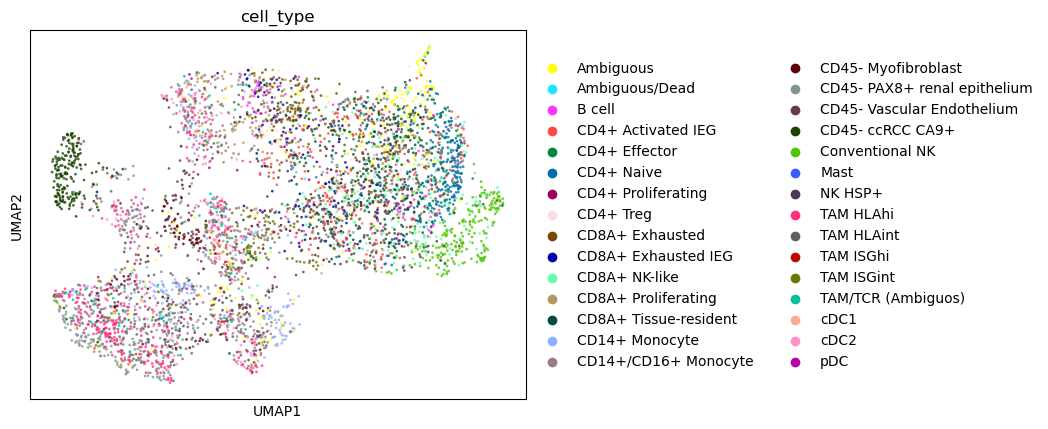 cell_type
UMAP2
UMAP1
Ambiguous
Ambiguous/Dead
B cell
CD4+ Activated IEG
CD4+ Effector
CD4+ Naive
CD4+ Proliferating
CD4+ Treg
CD8A+ Exhausted
CD8A+ Exhausted IEG
CD8A+ NK-like
CD8A+ Proliferating
CD8A+ Tissue-resident
CD14+ Monocyte
CD14+/CD16+ Monocyte
CD45- Myofibroblast
CD45- PAX8+ renal epithelium
CD45- Vascular Endothelium
CD45- ccRCC CA9+
Conventional NK
Mast
NK HSP+
TAM HLAhi
TAM HLAint
TAM ISGhi
TAM ISGint
TAM/TCR (Ambiguos)
cDC1
cDC2
pDC